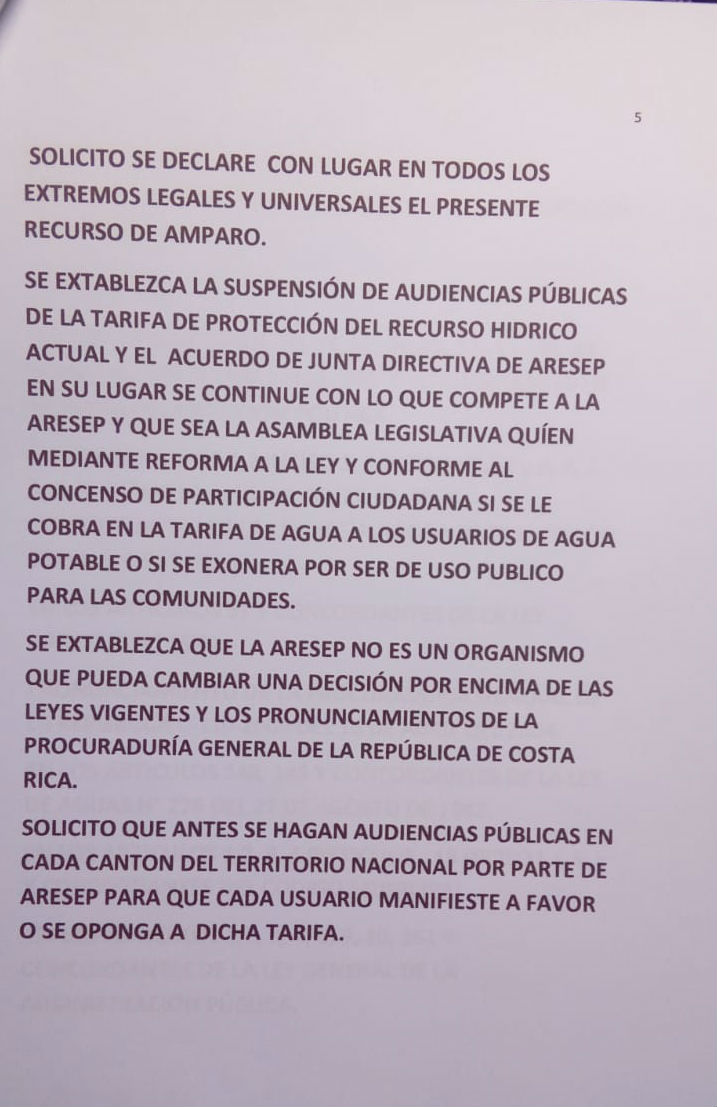 5
SOLICITO SE DECLARE CON LUGAR EN TODOS LOS
EXTREMOS LEGALES Y UNIVERSALES EL PRESENTE
RECURSO DE AMPARO.
SE EXTABLEZCA LA SUSPENSIÓN DE AUDIENCIAS PÚBLICAS
DE LA TARIFA DE PROTECCIÓN DEL RECURSO HIDRICO
ACTUAL Y EL ACUERDO DE JUNTA DIRECTIVA DE ARESEP
EN SU LUGAR SE CONTINUE CON LO QUE COMPETE A LA
ARESEP Y QUE SEA LA ASAMBLEA LEGISLATIVA QUÍEN
MEDIANTE REFORMA A LA LEY Y CONFORME AL
CONCENSO DE PARTICIPACIÓN CIUDADANA SI SE LE
COBRA EN LA TARIFA DE AGUA A LOS USUARIOS DE AGUA
POTABLE O SI SE EXONERA POR SER DE USO PUBLICO
PARA LAS COMUNIDADES.
SE EXTABLEZCA QUE LA ARESEP NO ES UN ORGANISMO
QUE PUEDA CAMBIAR UNA DECISIÓN POR ENCIMA DE LAS
LEYES VIGENTES Y LOS PRONUNCIAMIENTOS DE LA
PROCURADURÍA GENERAL DE LA REPÚBLICA DE COSTA
RICA.
SOLICITO QUE ANTES SE HAGAN AUDIENCIAS PÚBLICAS EN
CADA CANTON DEL TERRITORIO NACIONAL POR PARTE DE
ARESEP PARA QUE CADA USUARIO MANIFIESTE A FAVOR
O SE OPONGA A DICHA TARIFA.